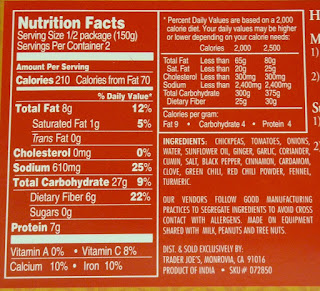 Nutrition Facts
Serving Size 1/2 package (150g)
Servings Per Container 2
Amount Per Serving
Calories 210 Calories from Fat 70
% Daily Value*
Total Fat 8g 12%
Saturated Fat 1g 5%
Trans Fat 0g
Cholesterol 0mg 0%
Sodium 610mg 25%
Total Carbohydrate 27g 9%
Dietary Fiber 6g 22%
Sugars 0g
Protein 7g
Vitamin A 0% • Vitamin C 8%
Calcium 10% • Iron 10%
* Percent Daily Values are based on a 2,000
calorie diet. Your daily values may be higher
or lower depending on your calorie needs:
Calories 2,000 2,500
Total Fat Less than 65g 80g
Sat. Fat Less than 20g 25g
Cholesterol Less than 300mg 300mg
Sodium Less than 2,400mg 2,400mg
Total Carbohydrate 300g 375g
Dietary Fiber 25g 30g
Calories per gram:
Fat 9 • Carbohydrate 4 • Protein 4
INGREDIENTS: CHICKPEAS, TOMATOES, ONIONS,
WATER, SUNFLOWER OIL, GINGER, GARLIC, CORIANDER,
CUMIN, SALT, BLACK PEPPER, CINNAMON, CARDAMOM,
CLOVE, GREEN CHILI, RED CHILI POWDER, FENNEL,
TURMERIC.
OUR VENDORS FOLLOW GOOD MANUFACTURING
PRACTICES TO SEGREGATE INGREDIENTS TO AVOID CROSS
CONTACT WITH ALLERGENS. MADE ON EQUIPMENT
SHARED WITH MILK, PEANUTS AND TREE NUTS.
DIST. & SOLD EXCLUSIVELY BY:
TRADER JOE'S, MONROVIA, CA 91016
PRODUCT OF INDIA • SKU# D72850
H
M
1)
2)
S
1)